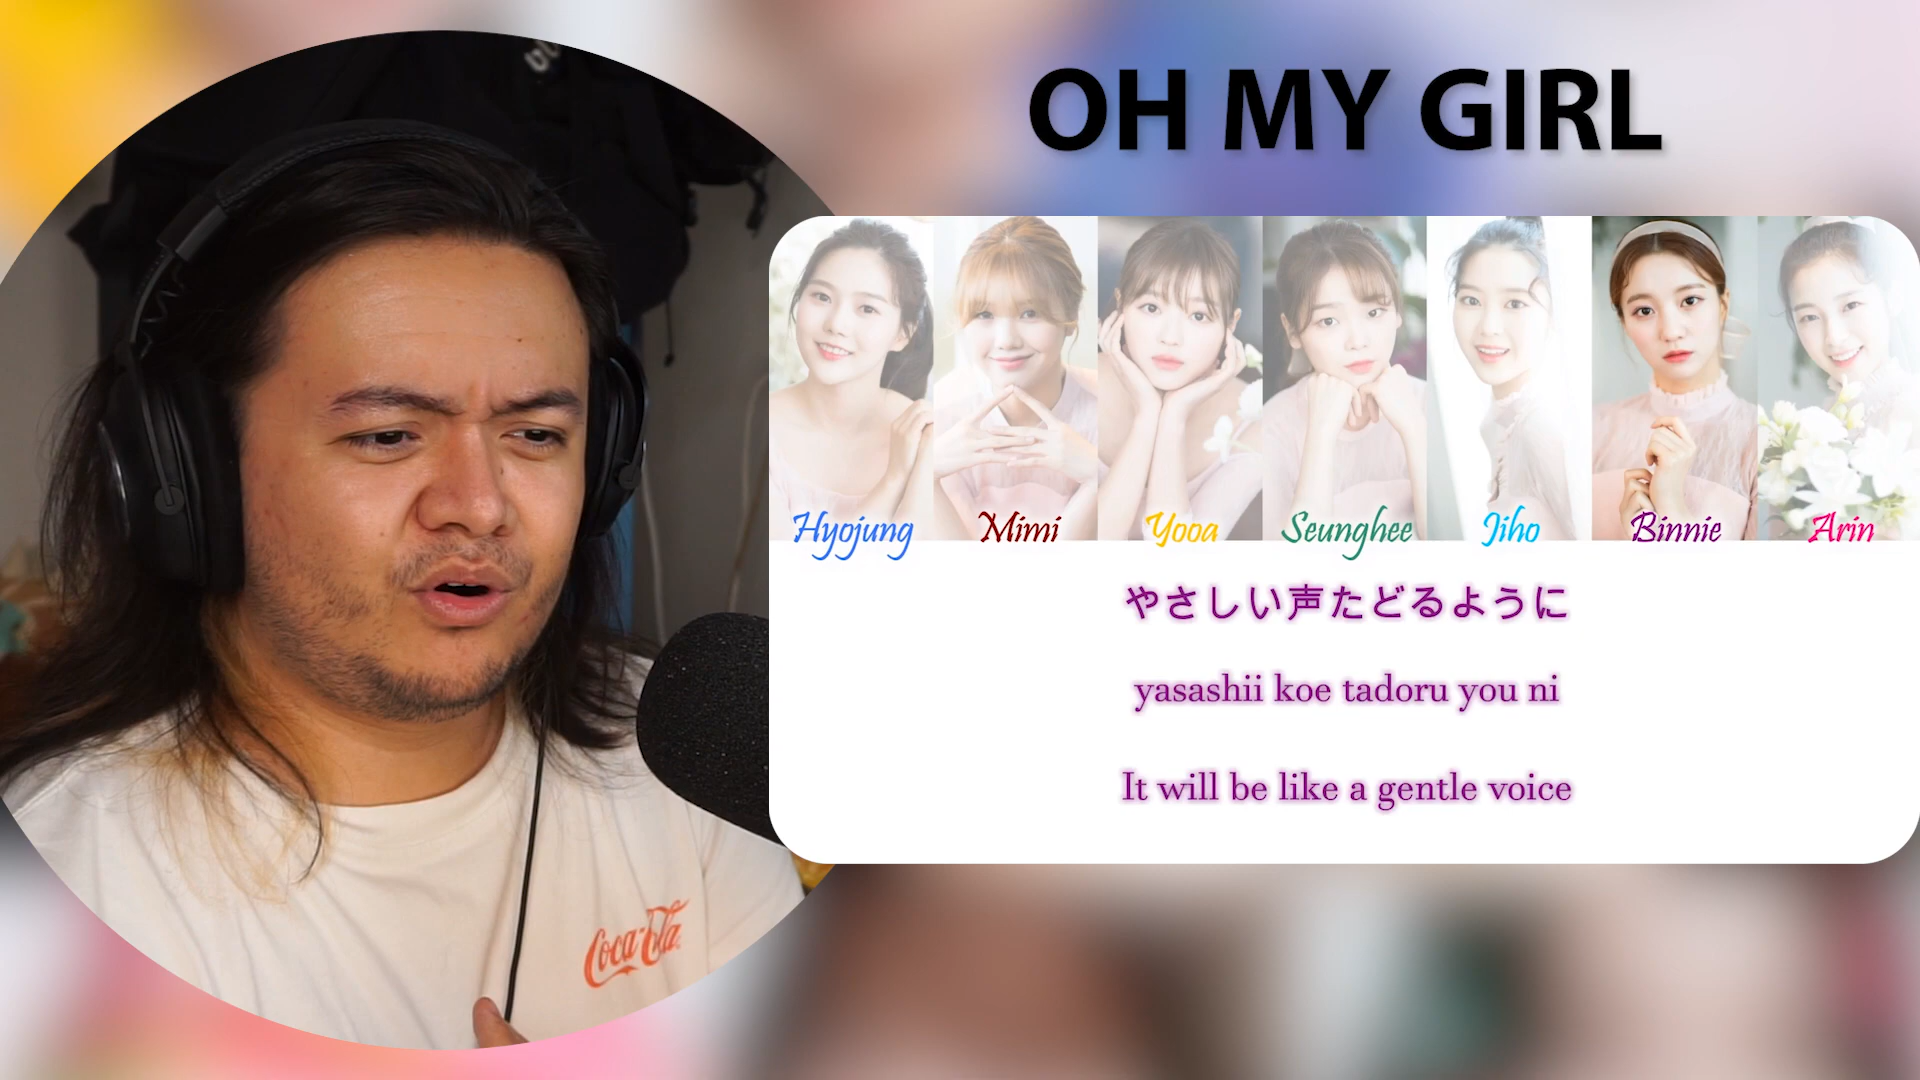 OH MY GIRL
Hyojung Mimi Yooa Seunghee Jiho Binnie Arin
やさしい声たどるように
yasashii koe tadoru you ni
It will be like a gentle voice
Coca-Cola